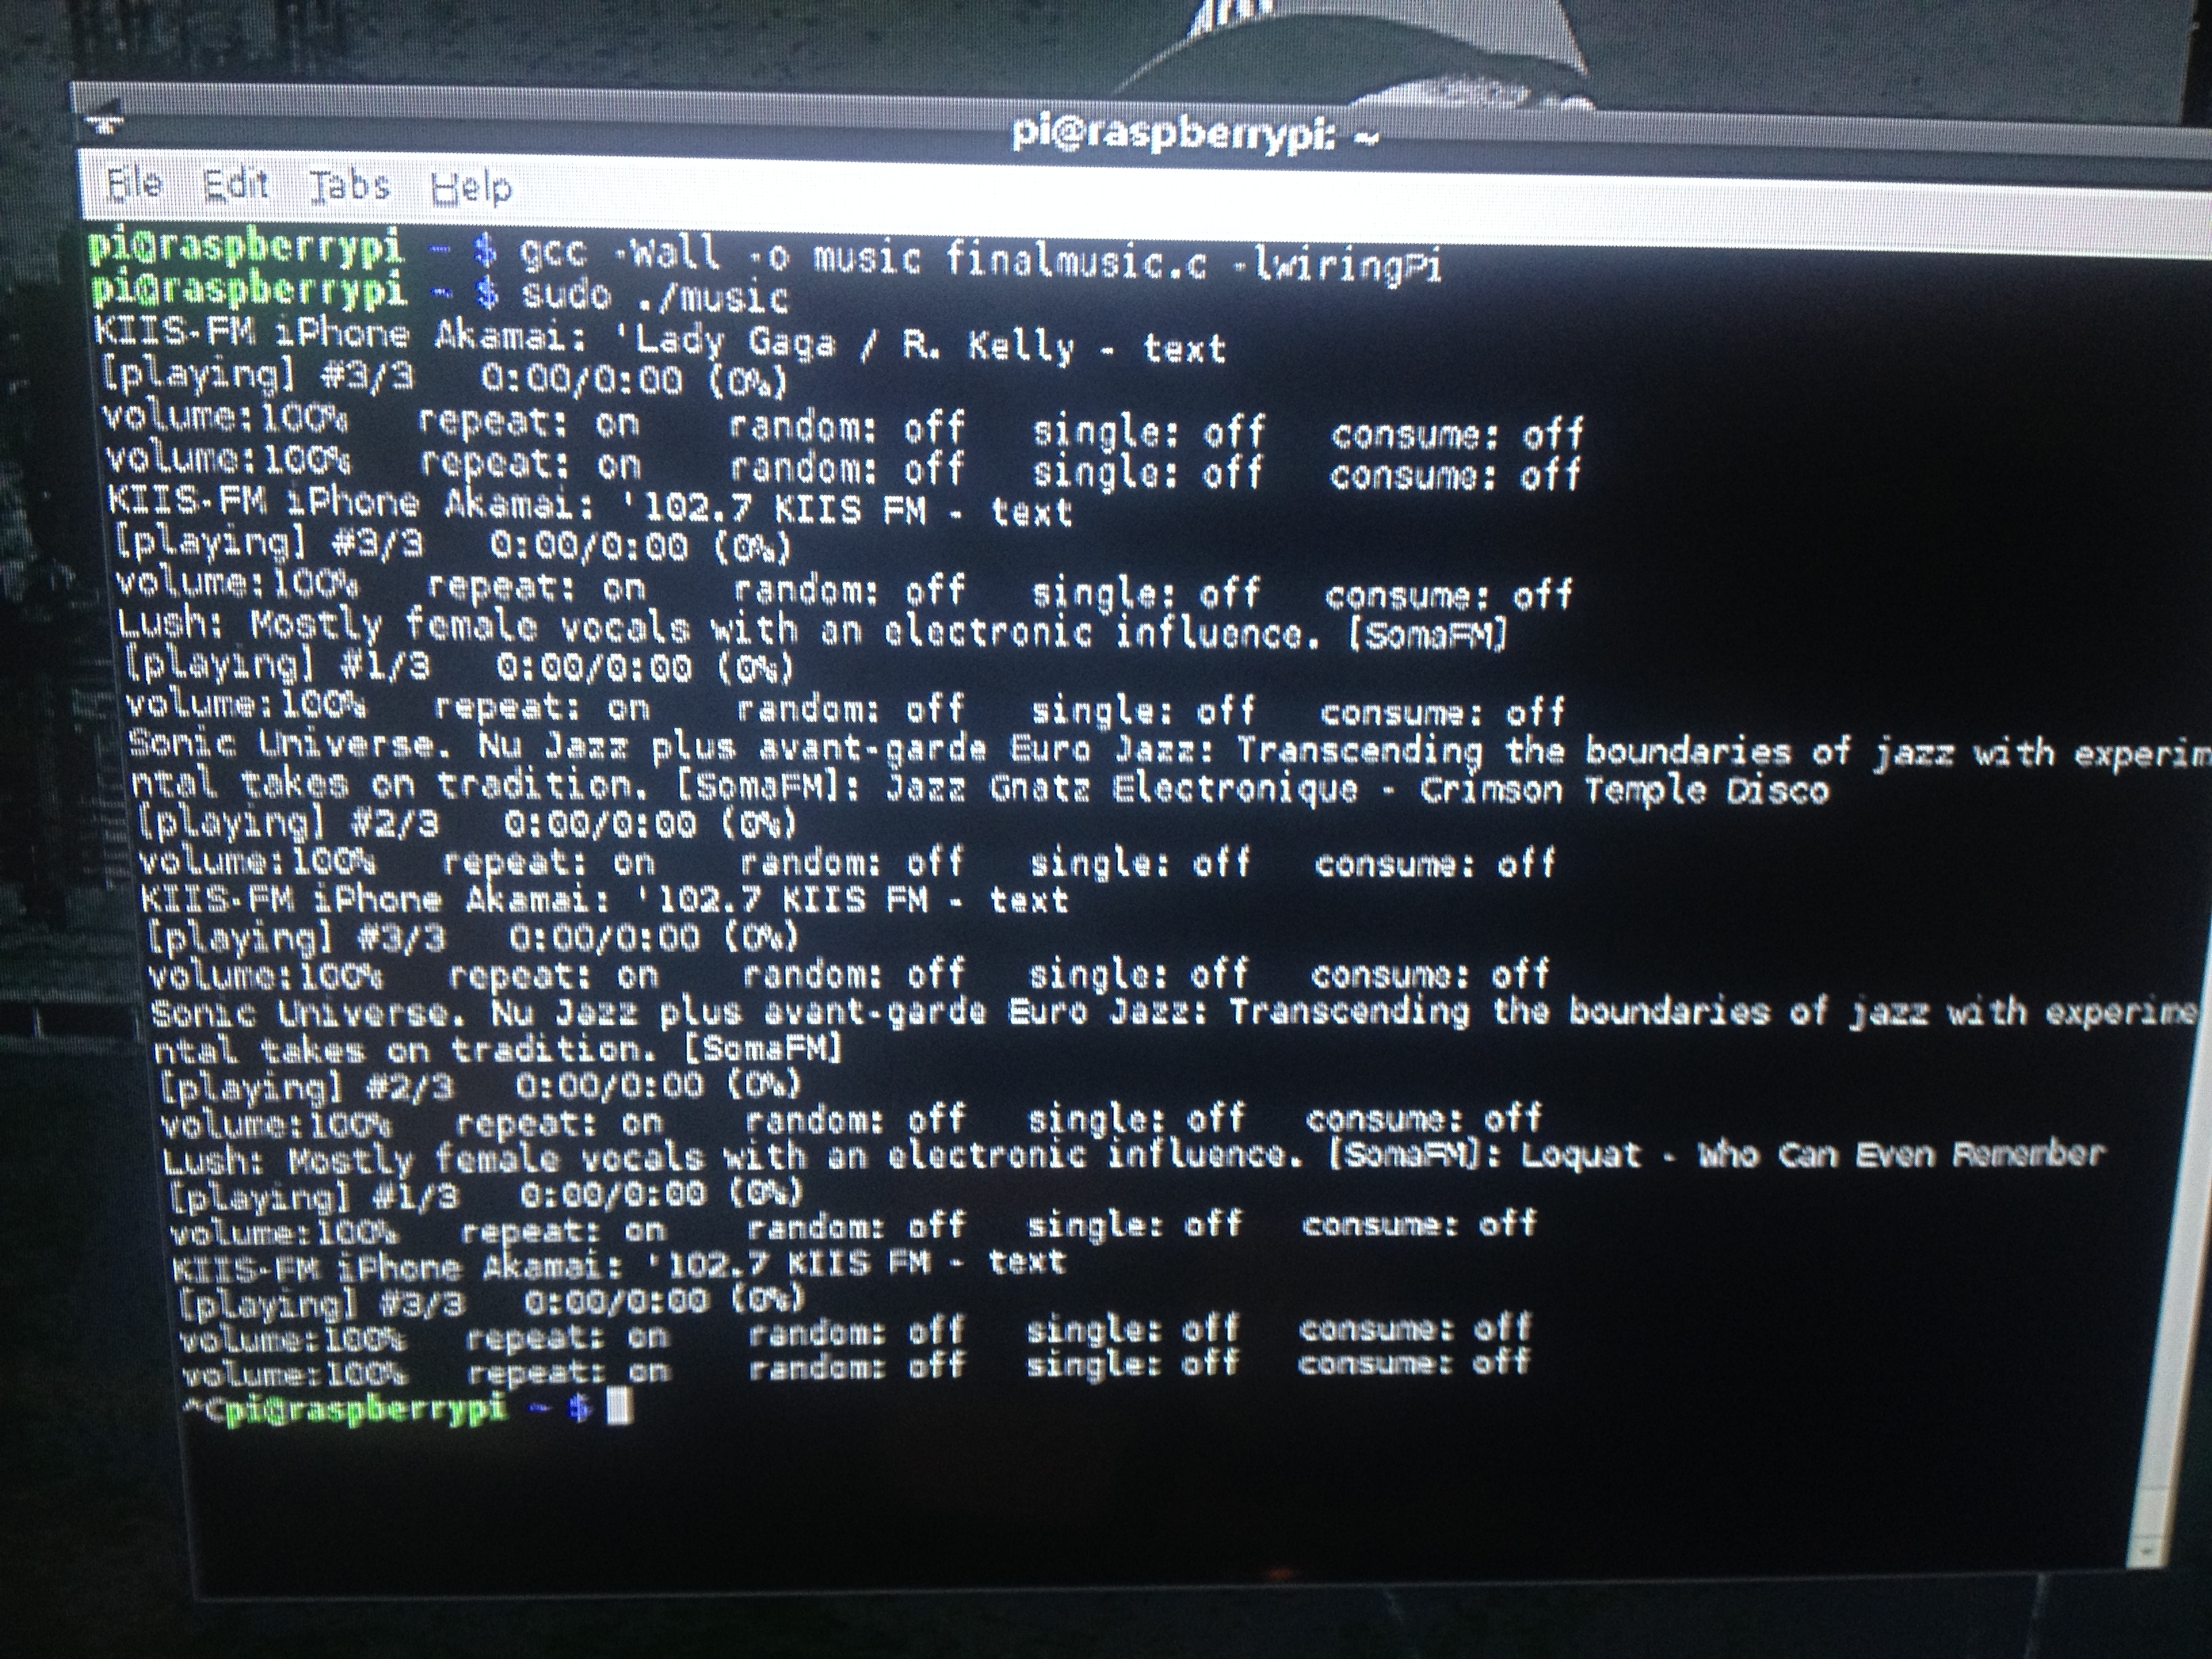 pi@raspberrypi: ~
File Edit Tabs Help
pi@raspberrypi ~ $ gcc -Wall -o music finalmusic.c -lwiringPi
pi@raspberrypi ~ $ sudo ./music
KIIS-FM iPhone Akamai: 'Lady Gaga / R. Kelly - text
[playing] #3/3   0:00/0:00 (0%)
volume:100%   repeat: on   random: off   single: off   consume: off
volume:100%   repeat: on   random: off   single: off   consume: off
KIIS-FM iPhone Akamai: '102.7 KIIS FM - text
[playing] #3/3   0:00/0:00 (0%)
volume:100%   repeat: on   random: off   single: off   consume: off
Lush: Mostly female vocals with an electronic influence. [SomaFM]
[playing] #1/3   0:00/0:00 (0%)
volume:100%   repeat: on   random: off   single: off   consume: off
Sonic Universe. Nu Jazz plus avant-garde Euro Jazz: Transcending the boundaries of jazz with experim
ntal takes on tradition. [SomaFM]: Jazz Gnatz Electronique - Crimson Temple Disco
[playing] #2/3   0:00/0:00 (0%)
volume:100%   repeat: on   random: off   single: off   consume: off
KIIS-FM iPhone Akamai: '102.7 KIIS FM - text
[playing] #3/3   0:00/0:00 (0%)
volume:100%   repeat: on   random: off   single: off   consume: off
Sonic Universe. Nu Jazz plus avant-garde Euro Jazz: Transcending the boundaries of jazz with experime
ntal takes on tradition. [SomaFM]
[playing] #2/3   0:00/0:00 (0%)
volume:100%   repeat: on   random: off   single: off   consume: off
Lush: Mostly female vocals with an electronic influence. [SomaFM]: Loquat - Who Can Even Remember
[playing] #1/3   0:00/0:00 (0%)
volume:100%   repeat: on   random: off   single: off   consume: off
KIIS-FM iPhone Akamai: '102.7 KIIS FM - text
[playing] #3/3   0:00/0:00 (0%)
volume:100%   repeat: on   random: off   single: off   consume: off
volume:100%   repeat: on   random: off   single: off   consume: off
^Cpi@raspberrypi ~ $